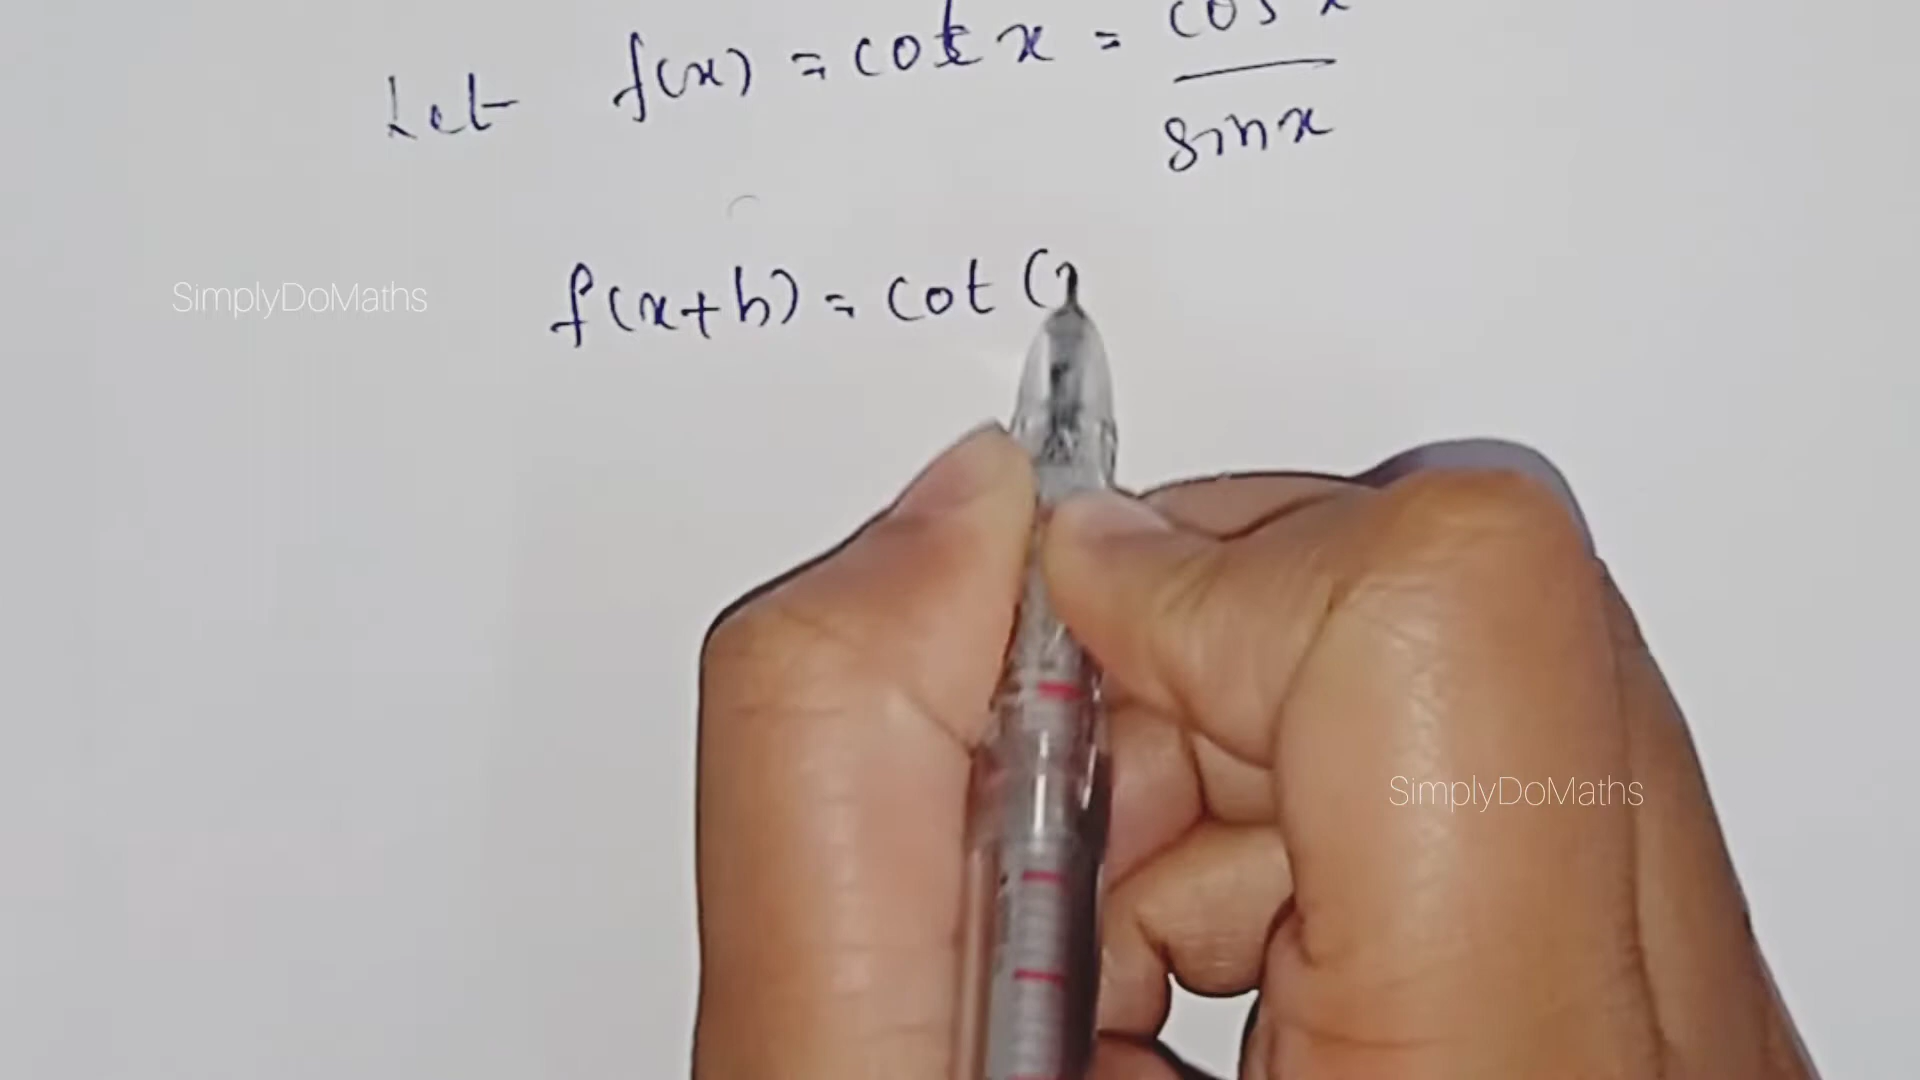 Let f(x) = cot x = cos x
sin x
f(x+h) = cot (x
SimplyDoMaths
SimplyDoMaths